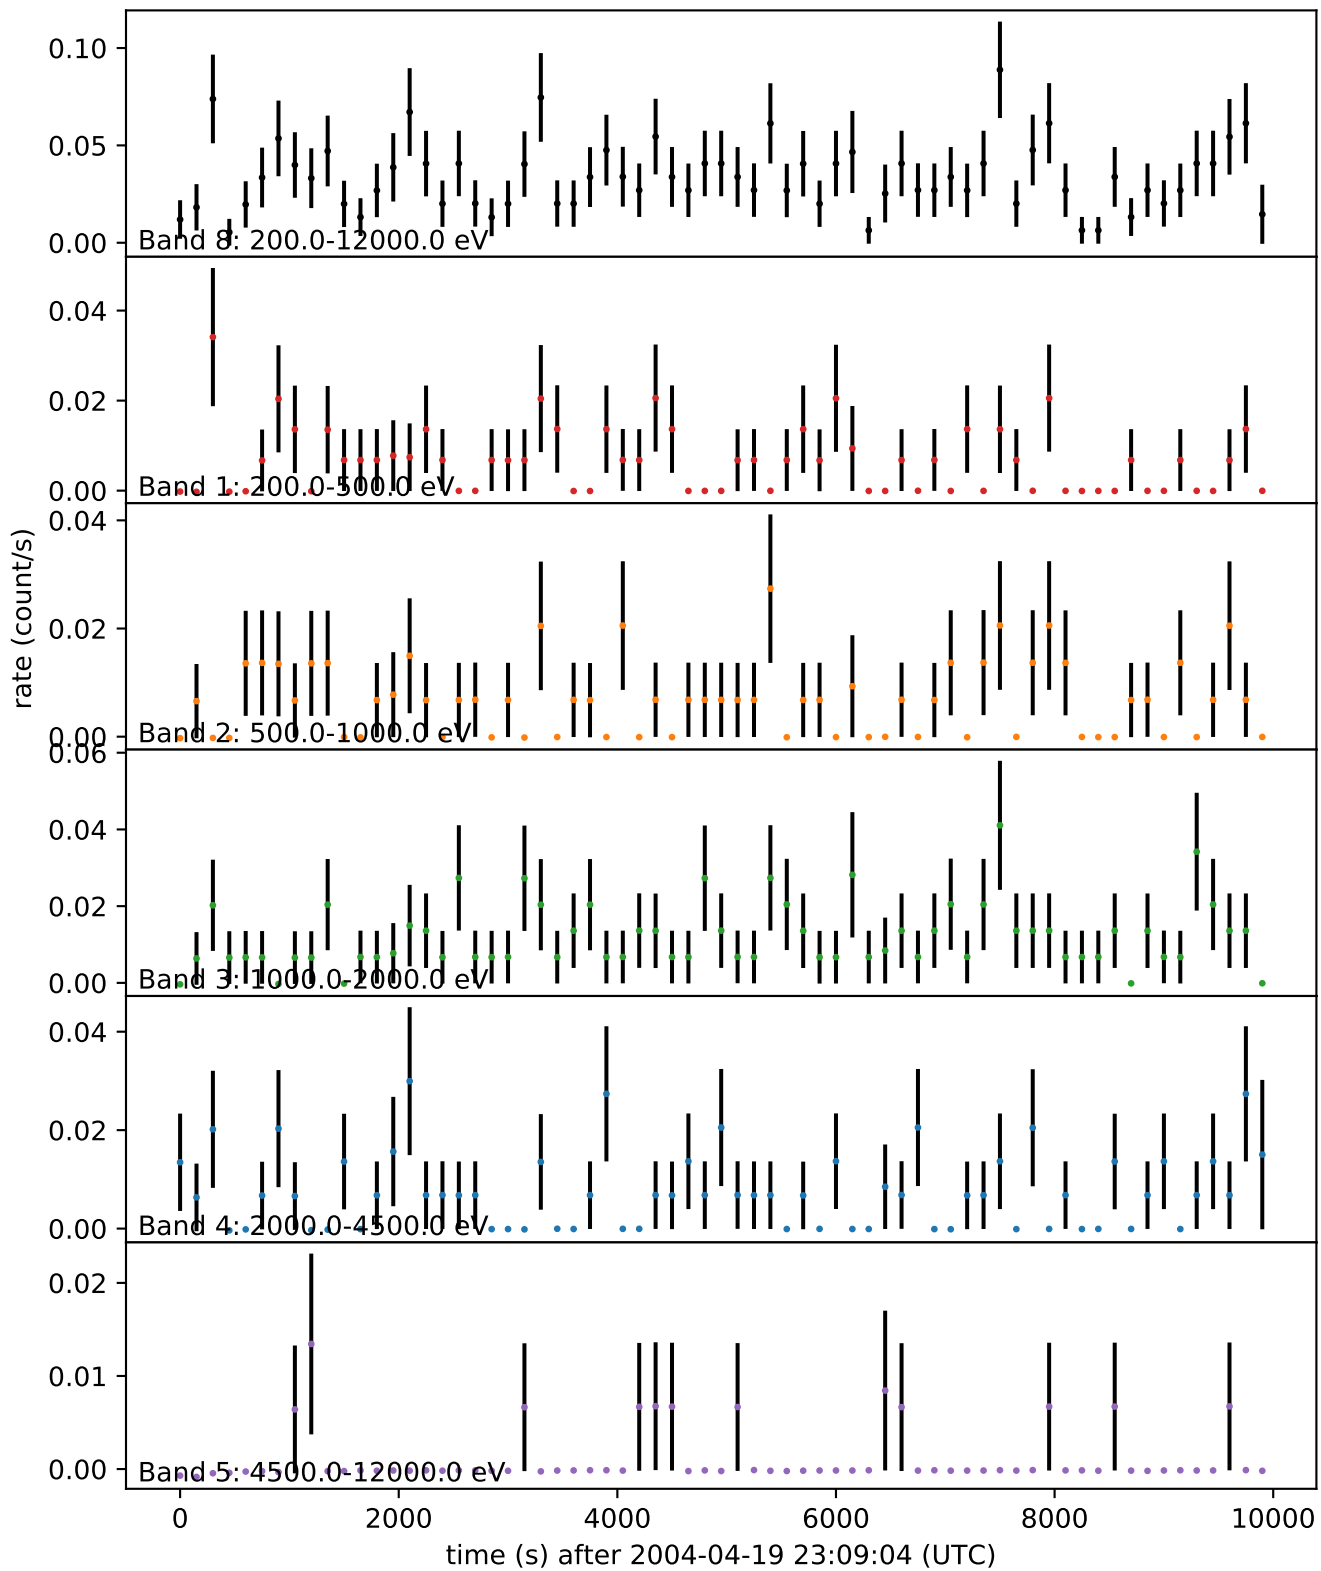 0.10
0.05
0.00
Band 8: 200.0-12000.0 eV
0.04
0.02
0.00
Band 1: 200.0-500.0 eV
0.04
0.02
0.00
Band 2: 500.0-1000.0 eV
rate (count/s)
0.06
0.04
0.02
0.00
Band 3: 1000.0-2000.0 eV
0.04
0.02
0.00
Band 4: 2000.0-4500.0 eV
0.02
0.01
0.00
Band 5: 4500.0-12000.0 eV
0 2000 4000 6000 8000 10000
time (s) after 2004-04-19 23:09:04 (UTC)